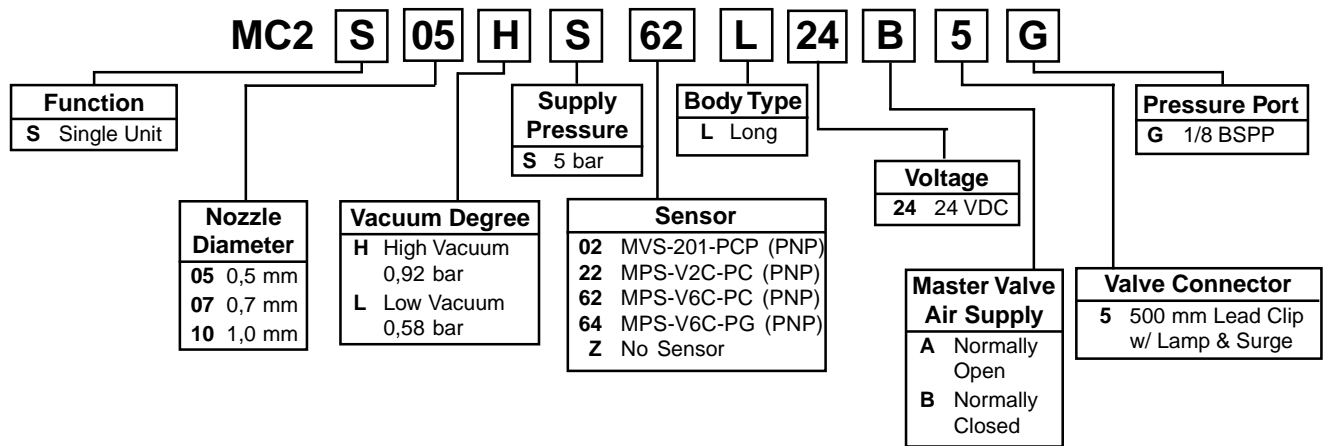 MC2 S 05 H S 62 L 24 B 5 G
Function
S Single Unit
Nozzle
Diameter
05 0,5 mm
07 0,7 mm
10 1,0 mm
Vacuum Degree
H High Vacuum
0,92 bar
L Low Vacuum
0,58 bar
Supply
Pressure
S 5 bar
Sensor
02 MVS-201-PCP (PNP)
22 MPS-V2C-PC (PNP)
62 MPS-V6C-PC (PNP)
64 MPS-V6C-PG (PNP)
Z No Sensor
Body Type
L Long
Voltage
24 24 VDC
Master Valve
Air Supply
A Normally
Open
B Normally
Closed
Valve Connector
5 500 mm Lead Clip
w/ Lamp & Surge
Pressure Port
G 1/8 BSPP